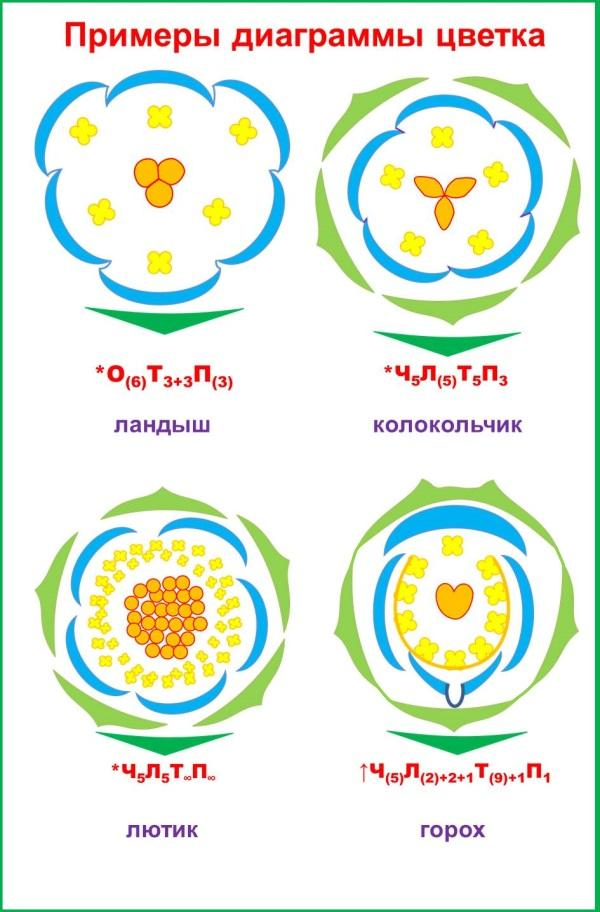 Примеры диаграммы цветка
*О(6)Т3+3П(3)
*Ч5Л(5)Т5П3
ландыш
колокольчик
*Ч5Л5Т∞П∞
↑Ч(5)Л(2)+2+1Т(9)+1П1
лютик
горох